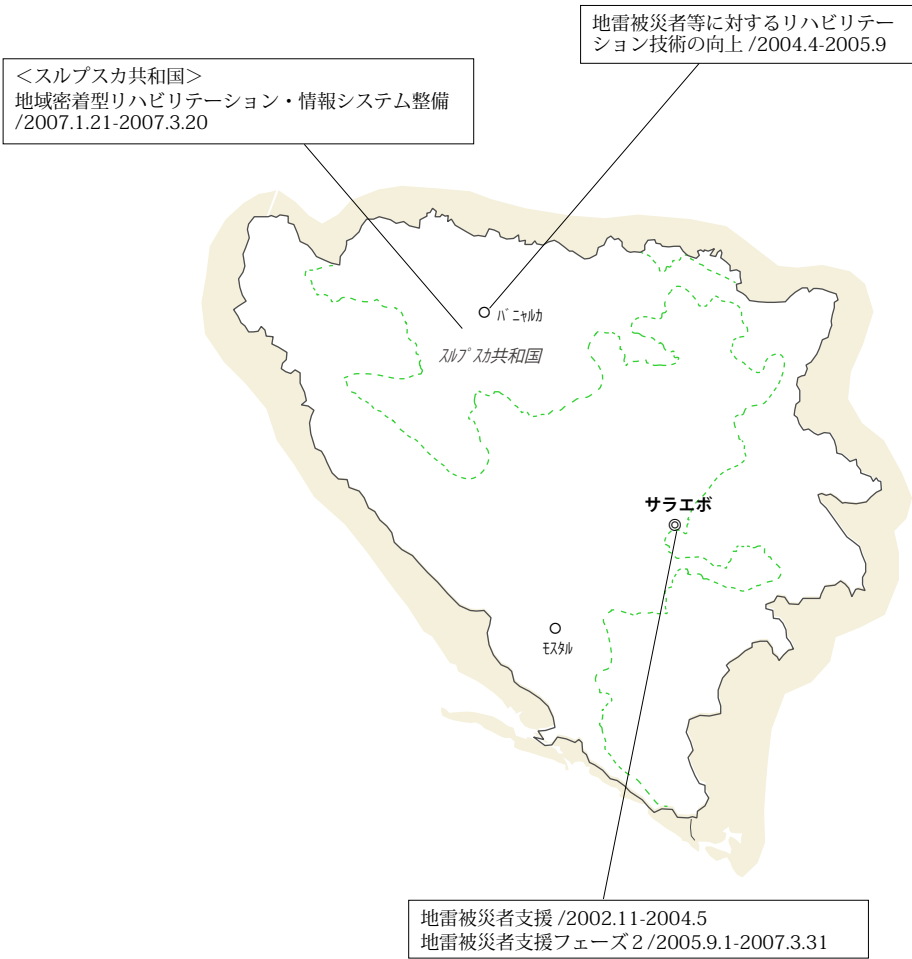 地雷被災者等に対するリハビリテー
ション技術の向上 /2004.4-2005.9
＜スルプスカ共和国＞
地域密着型リハビリテーション・情報システム整備
/2007.1.21-2007.3.20
バニャルカ
スルプスカ共和国
サラエボ
モスタル
地雷被災者支援 /2002.11-2004.5
地雷被災者支援フェーズ２/2005.9.1-2007.3.31